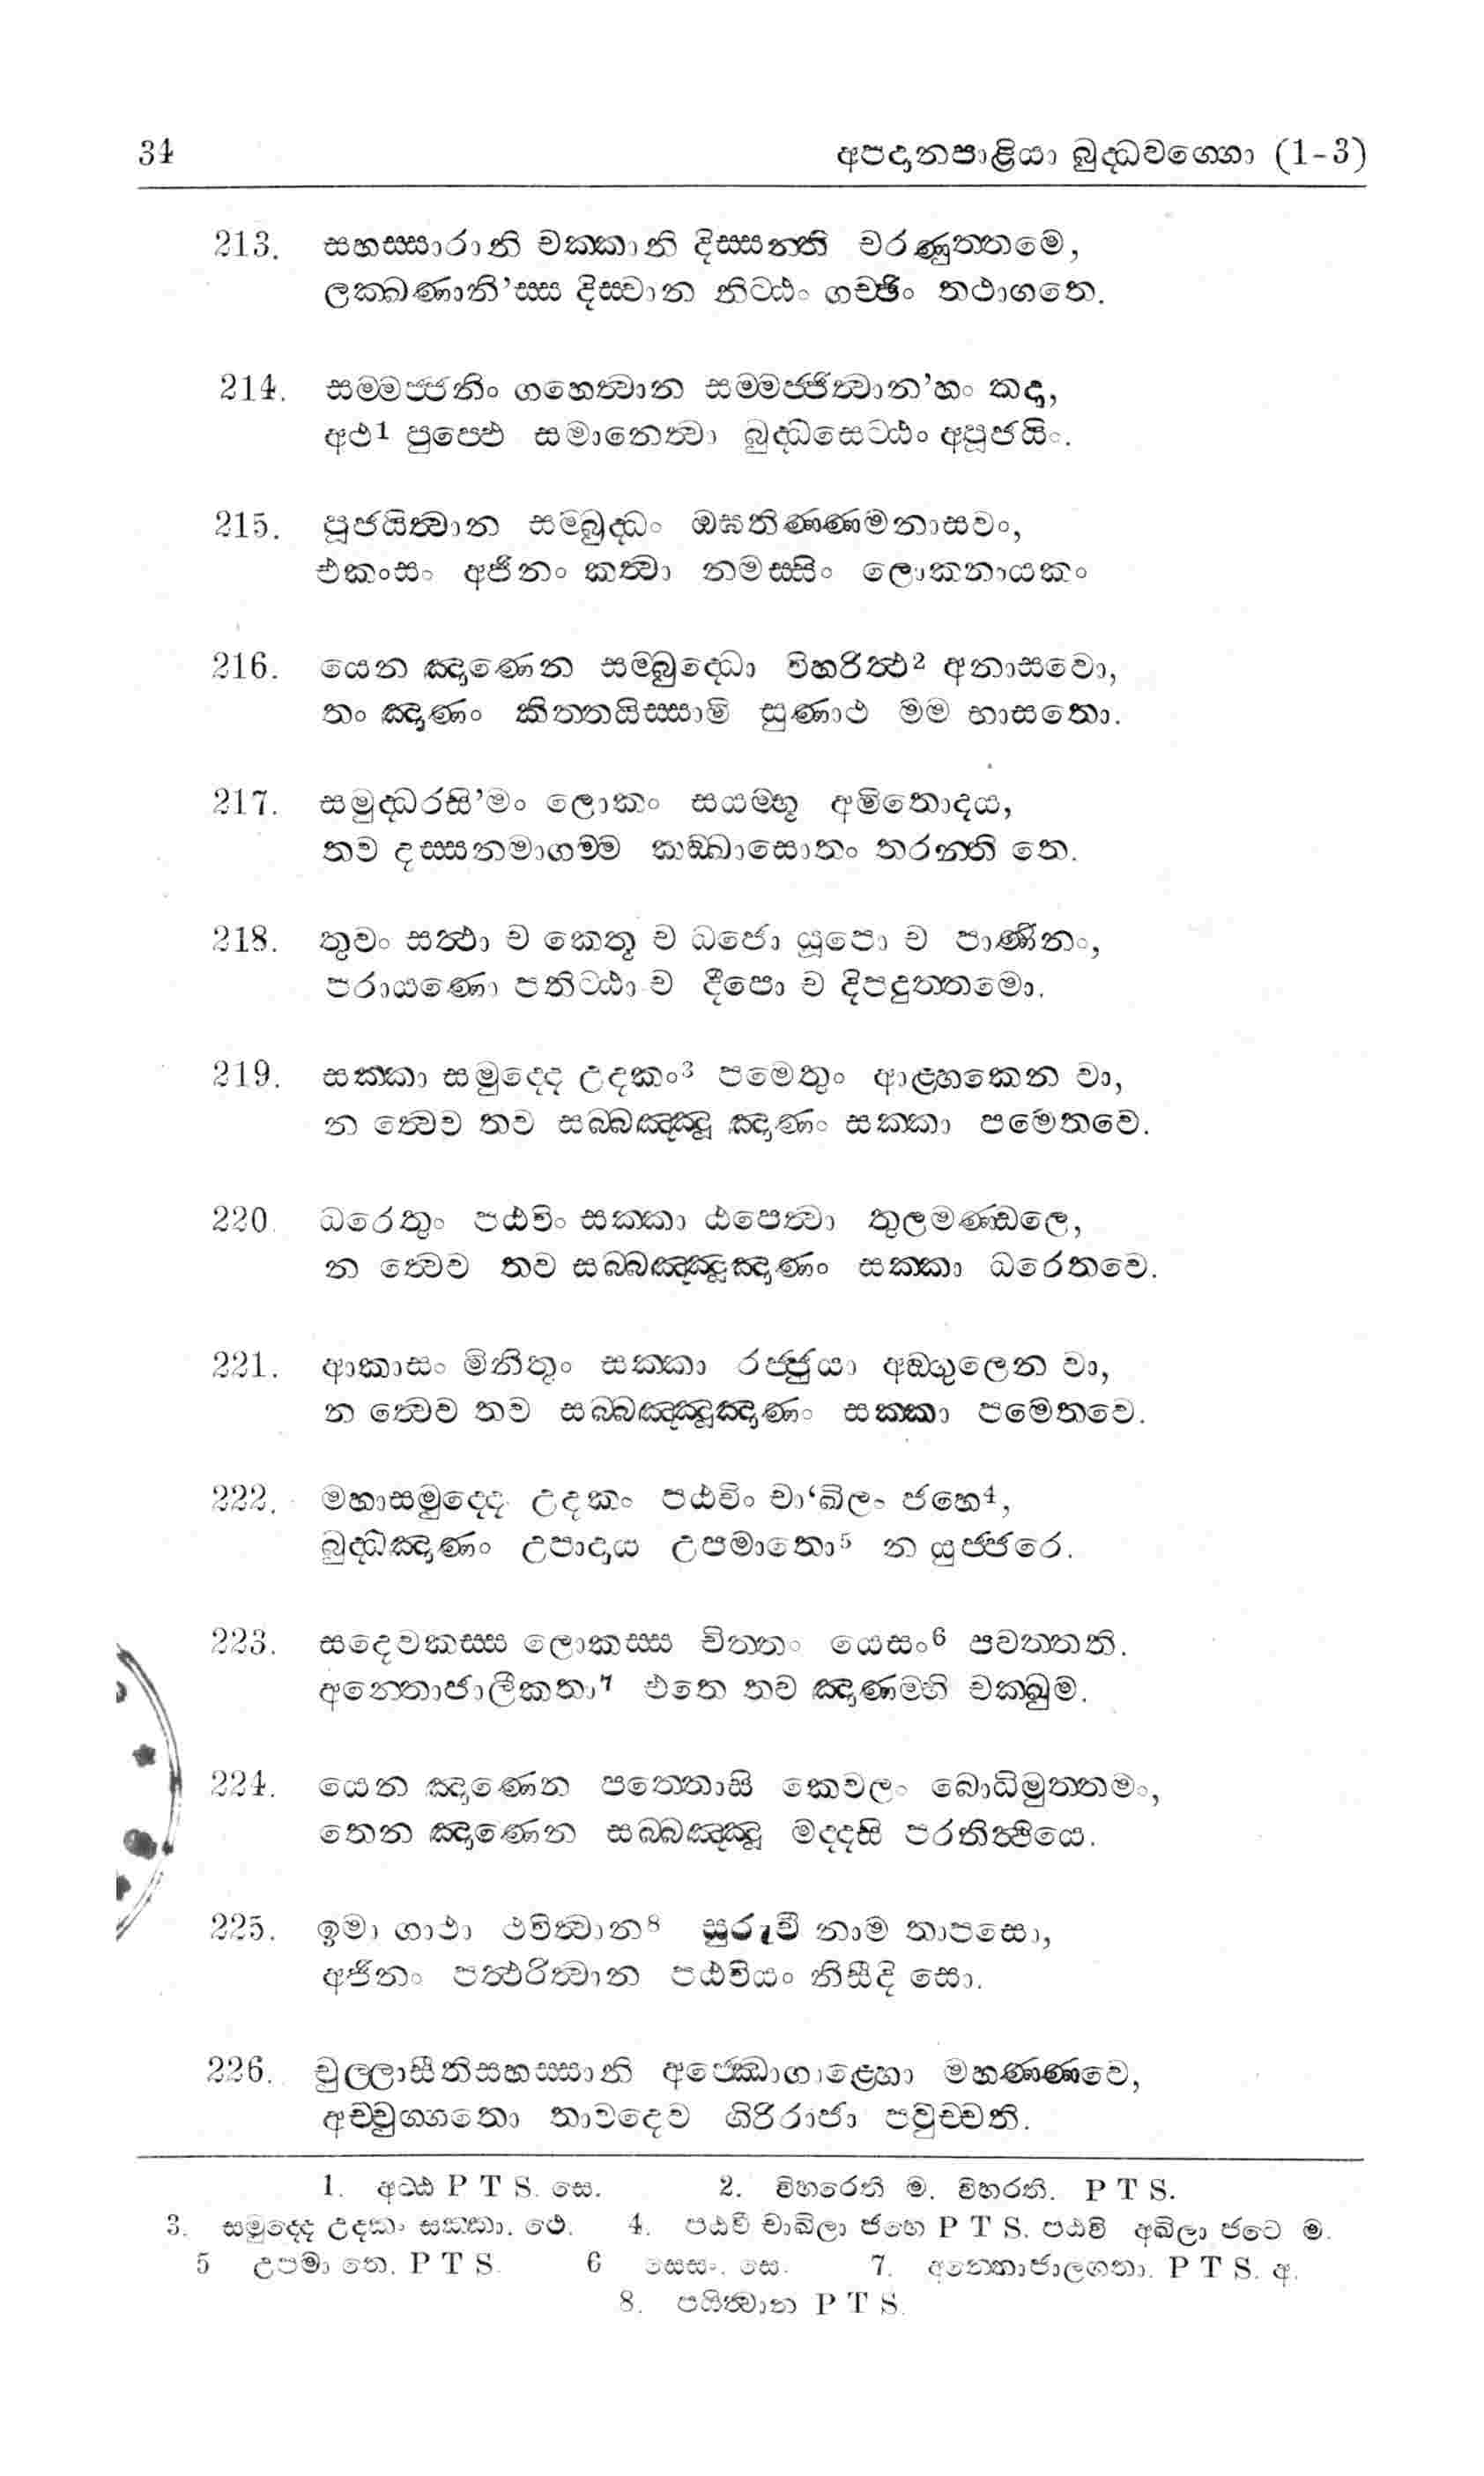 34 අපදානපාළියා බුද්ධවග්ගො (1-3)
213. සහස්සාරානි චක්කානි දිස්සන්ති චරණුත්තමෙ,
ලක්ඛණානි’ස්ස දිස්වාන නිට්ඨං ගච්ඡිං තථාගතෙ.
214. සම්මජ්ජනිං ගහෙත්වාන සම්මජ්ජිත්වාන’හං තදා,
අථ1 පුප්ඵෙ සමානෙත්වා බුද්ධසෙට්ඨං අපූජයිං.
215. පූජයිත්වාන සම්බුද්ධං ඔඝතිණ්ණමනාසවං,
එකංසං අජිනං කත්වා නමස්සිං ලොකනායකං
216. යෙන ඤාණෙන සම්බුද්ධො විහරිත්ථ2 අනාසවො,
තං ඤාණං කිත්තයිස්සාමි සුණාථ මම භාසතො.
217. සමුද්ධරසි’මං ලොකං සයම්භූ අමිතොදය,
තව දස්සනමාගම්ම කඞ්ඛාසොතං තරන්ති තෙ.
218. තුවං සත්ථා ච කෙතූ ච ධජො යූපො ච පාණිනං,
පරායණො පතිට්ඨා ච දීපො ච දිපදුත්තමො.
219. සක්කා සමුද්දෙ උදකං3 පමෙතුං ආළ්හකෙන වා,
න ත්වෙව තව සබ්බඤ්ඤූ ඤාණං සක්කා පමෙතවෙ.
220. ධරෙතුං පඨවිං සක්කා ඨපෙත්වා තුලමණ්ඩලෙ,
න ත්වෙව තව සබ්බඤ්ඤූඤාණං සක්කා ධරෙතවෙ.
221. ආකාසං මිනිතුං සක්කා රජ්ජුයා අඞ්ගුලෙන වා,
න ත්වෙව තව සබ්බඤ්ඤූඤාණං සක්කා පමෙතවෙ.
222. මහාසමුද්දෙ උදකං පඨවිං චා‘ඛිලං ජහෙ4,
බුද්ධඤාණං උපාදාය උපමාතො5 න යුජ්ජරෙ.
223. සදෙවකස්ස ලොකස්ස චිත්තං යෙසං6 පවත්තති.
අන්තොජාලීකතා7 එතෙ තව ඤාණම්හි චක්ඛුම.
224. යෙන ඤාණෙන පත්තොසි කෙවලං බොධිමුත්තමං,
තෙන ඤාණෙන සබ්බඤ්ඤූ මද්දසි පරතිත්ථියෙ.
225. ඉමා ගාථා ථවිත්වාන8 සුරුචී නාම තාපසො,
අජිනං පත්ථරිත්වාන පඨවියං නිසීදි සො.
226. චුල්ලාසීතිසහස්සානි අජ්ඣොගාළ්හො මහණ්ණවෙ,
අච්චුග්ගතො තාවදෙව ගිරිරාජා පවුච්චති.
1. අට්ඨ P T S. සෙ. 2. විහරෙති ම. විහරති. P T S.
3. සමුද්දෙ උදකං සක්කා. ථෙ. 4. පඨවී චාඛිලා ජහෙ P T S. පඨවි අඛිලා ජටෙ ම.
5 උපමා තෙ. P T S. 6 සෙසං. සෙ. 7. අන්තොජාලගතා. P T S. අ.
8. පයිත්වාන P T S.